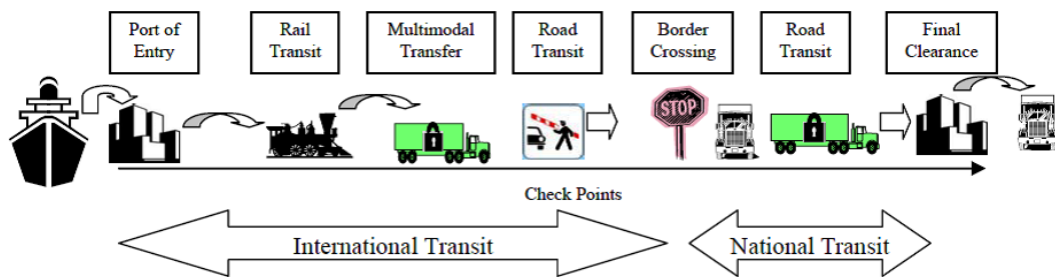 Port of
Entry
Rail
Transit
Multimodal
Transfer
Road
Transit
Border
Crossing
Road
Transit
Final
Clearance
STOP
Check Points
International Transit
National Transit